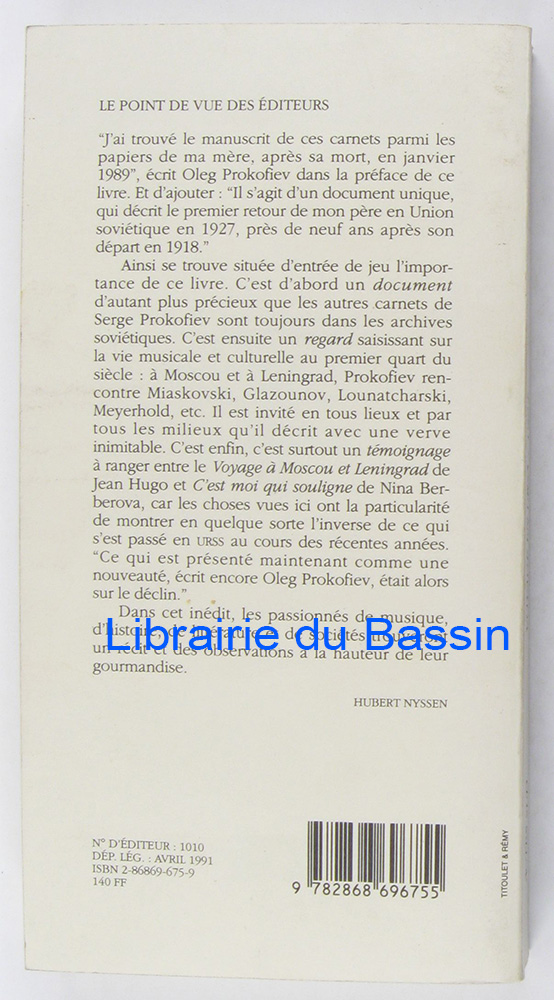 LE POINT DE VUE DES ÉDITEURS
“J’ai trouvé le manuscrit de ces carnets parmi les
papiers de ma mère, après sa mort, en janvier
1989”, écrit Oleg Prokofiev dans la préface de ce
livre. Et d’ajouter : “Il s’agit d’un document unique,
qui décrit le premier retour de mon père en Union
soviétique en 1927, près de neuf ans après son
départ en 1918.”
Ainsi se trouve située d’entrée de jeu l’impor-
tance de ce livre. C’est d’abord un document
d’autant plus précieux que les autres carnets de
Serge Prokofiev sont toujours dans les archives
soviétiques. C’est ensuite un regard saisissant sur
la vie musicale et culturelle au premier quart du
siècle : à Moscou et à Leningrad, Prokofiev ren-
contre Miaskovski, Glazounov, Lounatcharski,
Meyerhold, etc. Il est invité en tous lieux et par
tous les milieux qu’il décrit avec une verve
inimitable. C’est enfin, c’est surtout un témoignage
à ranger entre le Voyage à Moscou et Leningrad de
Jean Hugo et C’est moi qui souligne de Nina Ber-
berova, car les choses vues ici ont la particularité
de montrer en quelque sorte l’inverse de ce qui
s’est passé en URSS au cours des récentes années.
“Ce qui est présenté maintenant comme une
nouveauté, écrit encore Oleg Prokofiev, était alors
sur le déclin.”
Dans cet inédit, les passionnés de musique,
d’histoire, de littérature et de sociétés trouveront
un récit et des observations à la hauteur de leur
gourmandise.
Librairie du Bassin
HUBERT NYSSEN
N° D’ÉDITEUR : 1010
DÉP. LÉG. : AVRIL 1991
ISBN 2-86869-675-9
140 FF
9 782868 696755
TITOULET & RÉMY